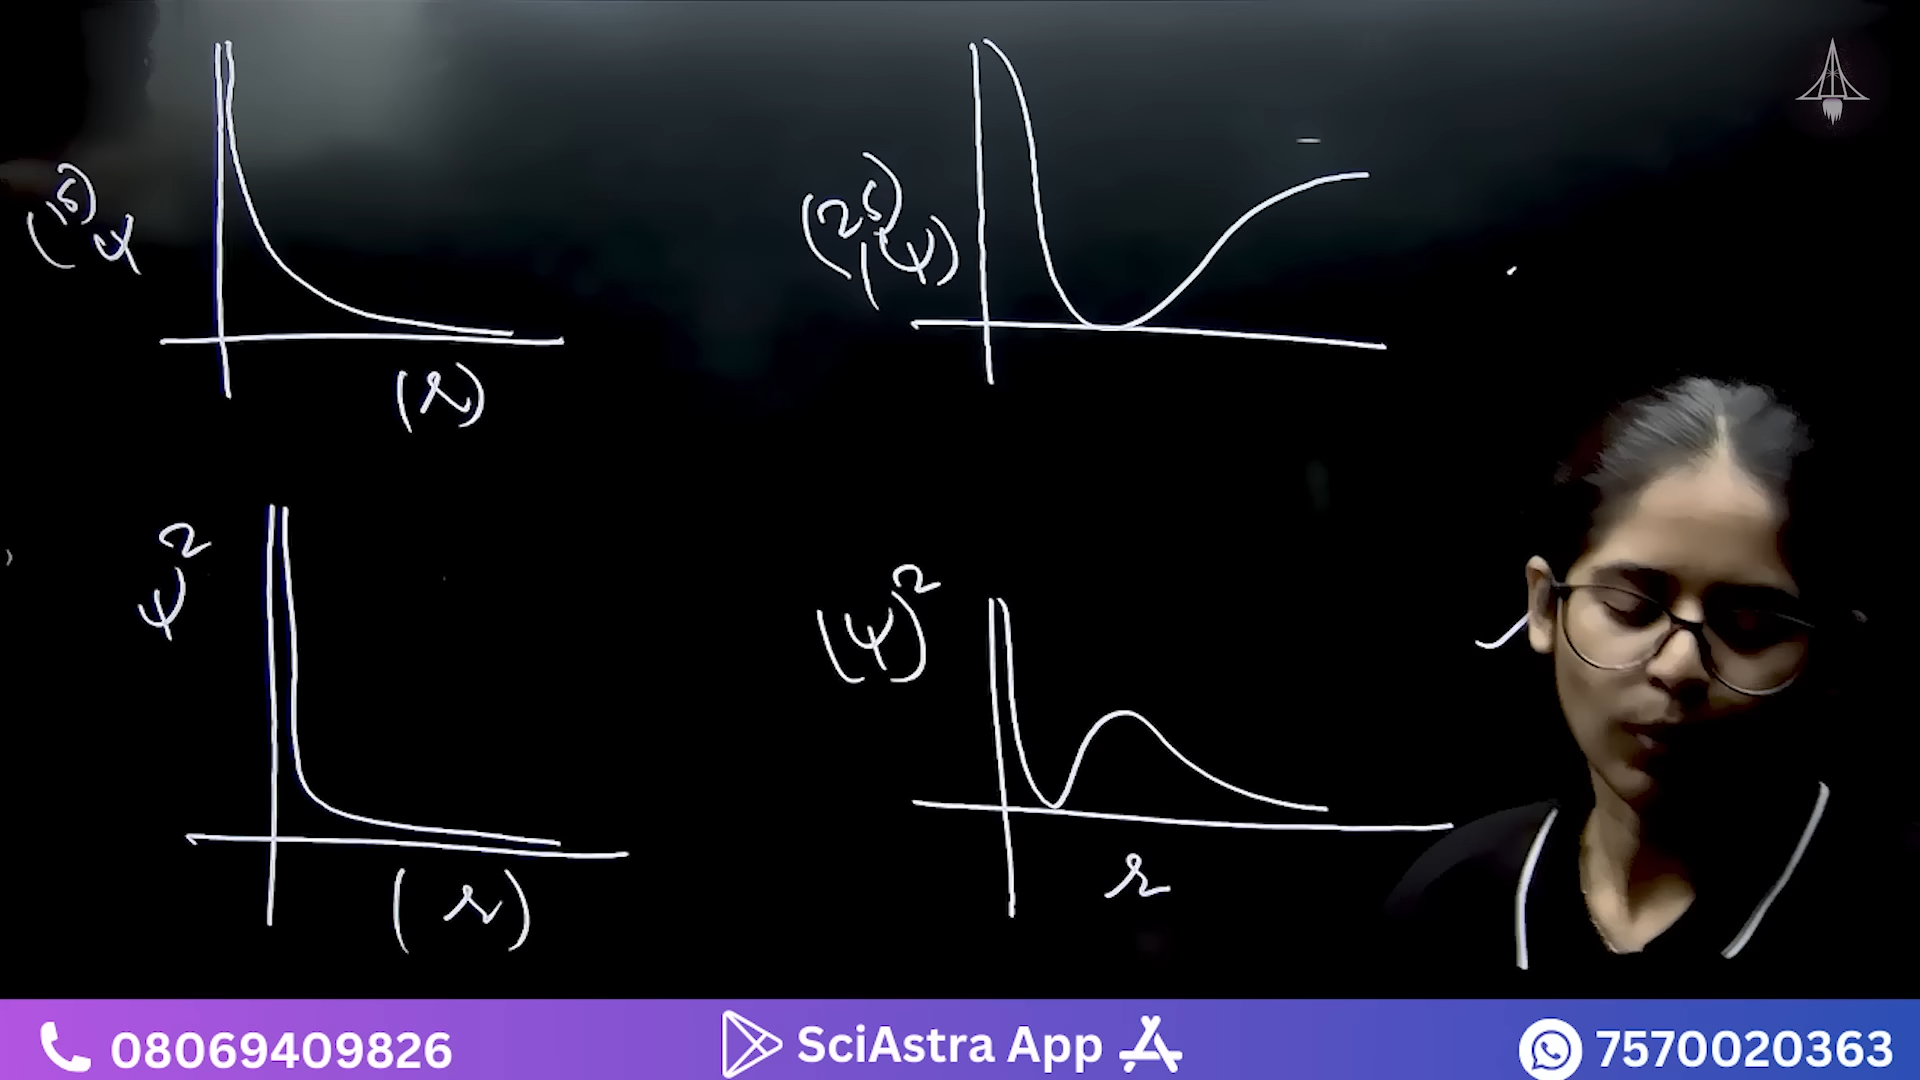 (1s) ψ
(r)
(2s) (ψ)
ψ²
(r)
(ψ)²
r
08069409826
SciAstra App
7570020363